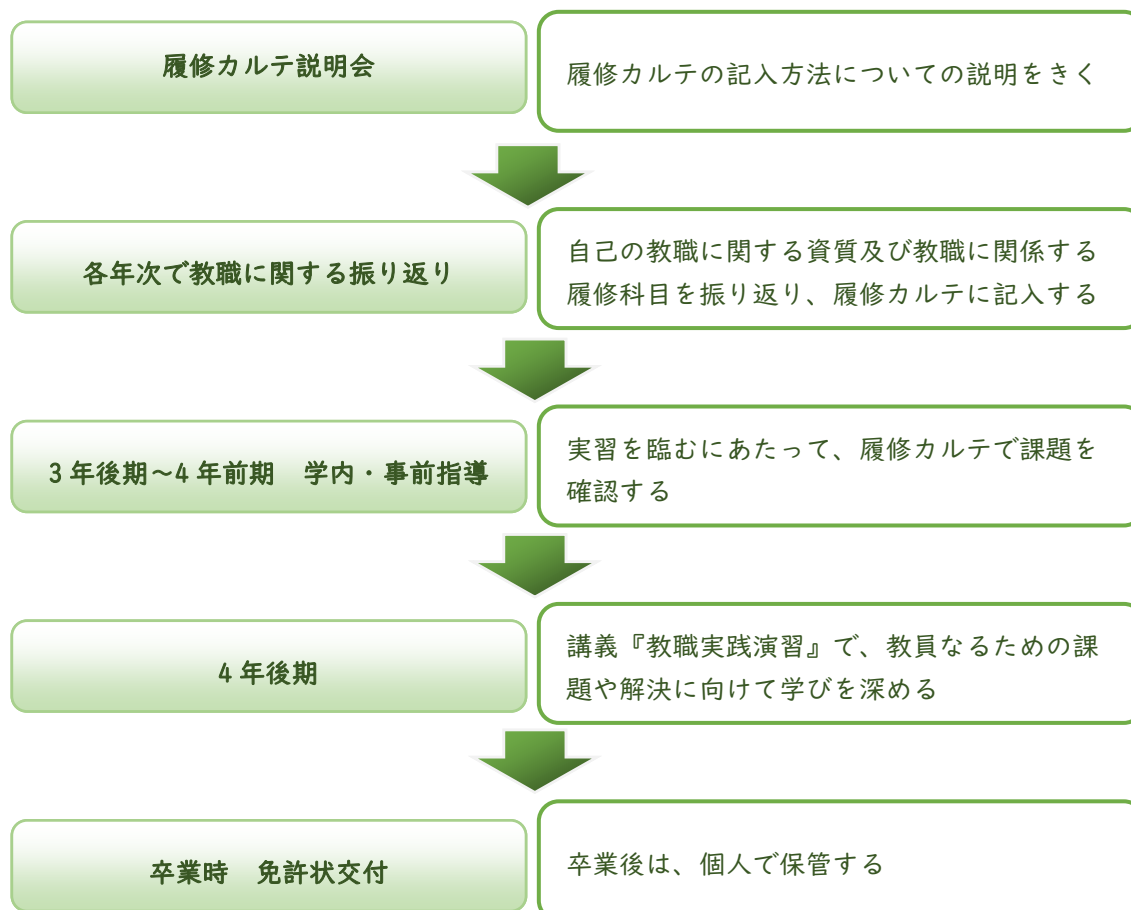 履修カルテ説明会
履修カルテの記入方法についての説明をきく
各年次で教職に関する振り返り
自己の教職に関する資質及び教職に関係する
履修科目を振り返り、履修カルテに記入する
3年後期～4年前期　学内・事前指導
実習を臨むにあたって、履修カルテで課題を
確認する
4年後期
講義『教職実践演習』で、教員なるための課
題や解決に向けて学びを深める
卒業時　免許状交付
卒業後は、個人で保管する